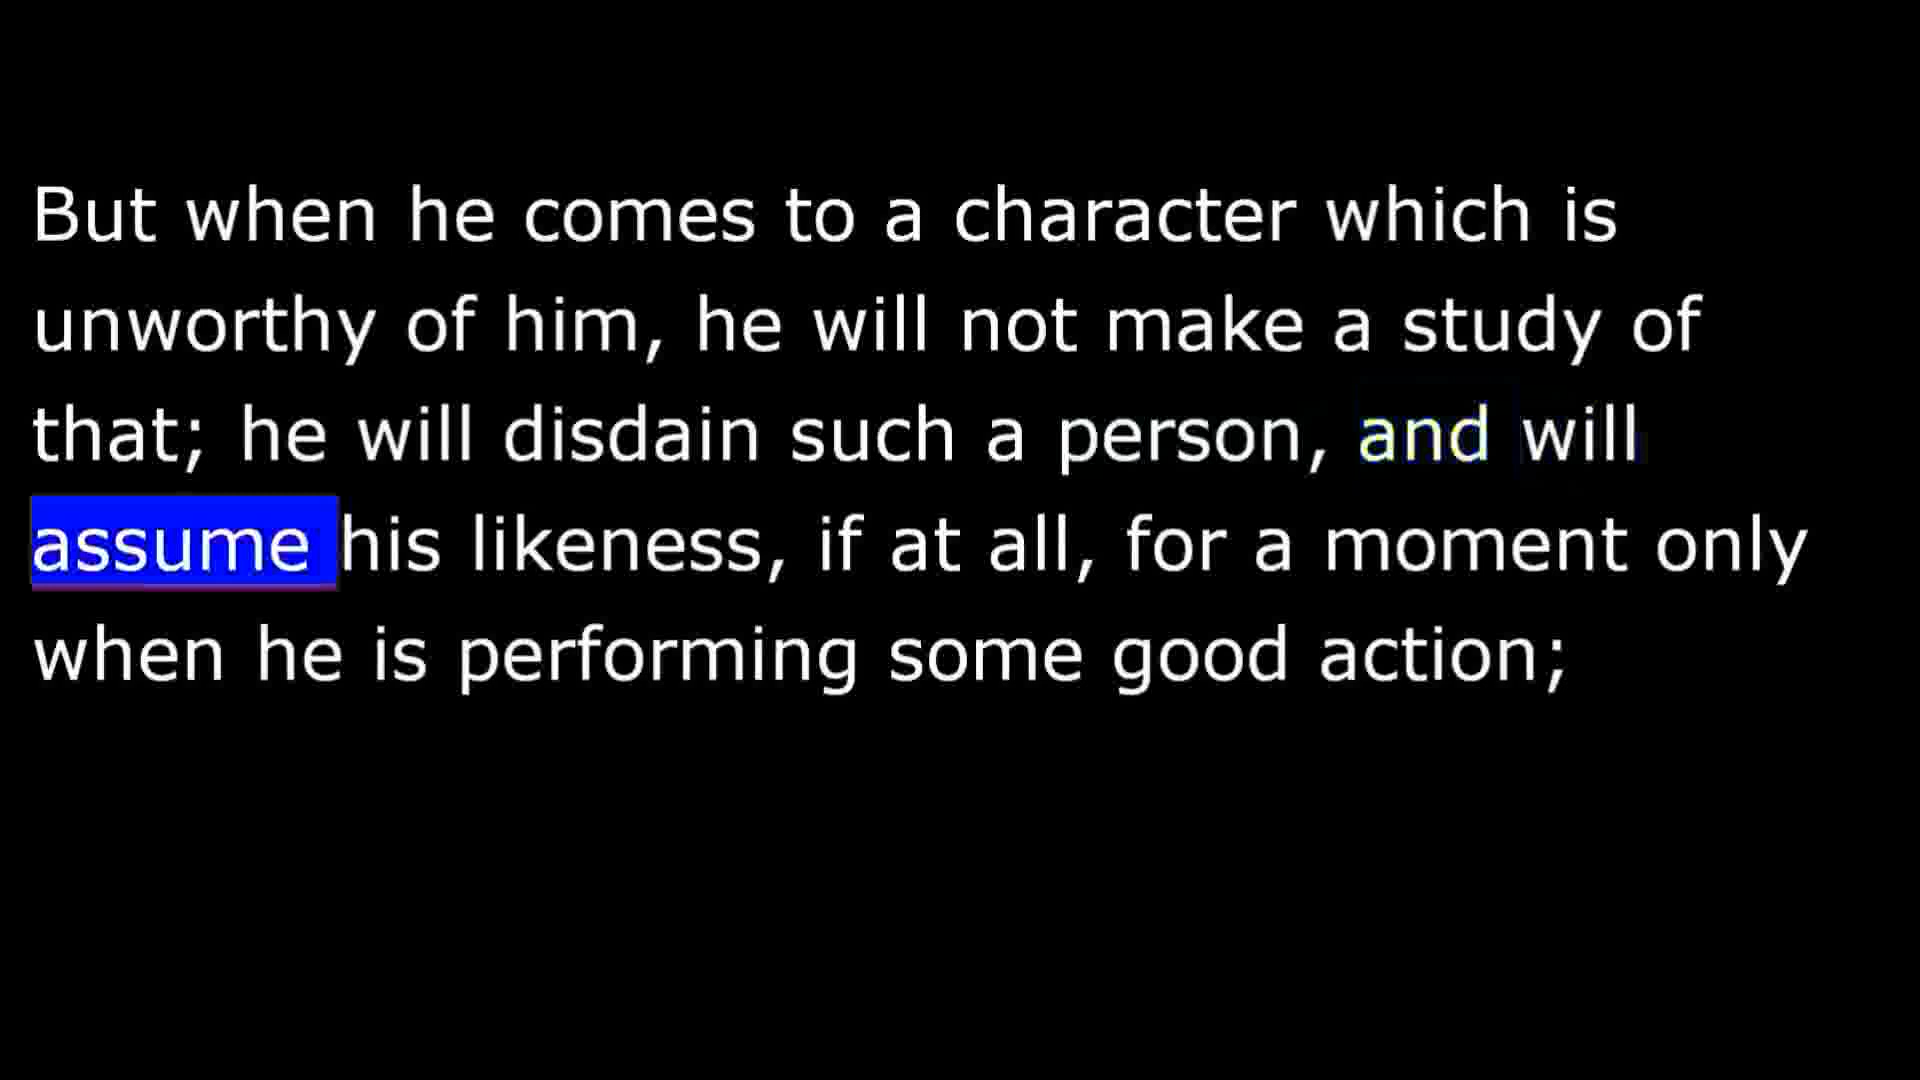 But when he comes to a character which is
unworthy of him, he will not make a study of
that; he will disdain such a person, and will
assume his likeness, if at all, for a moment only
when he is performing some good action;